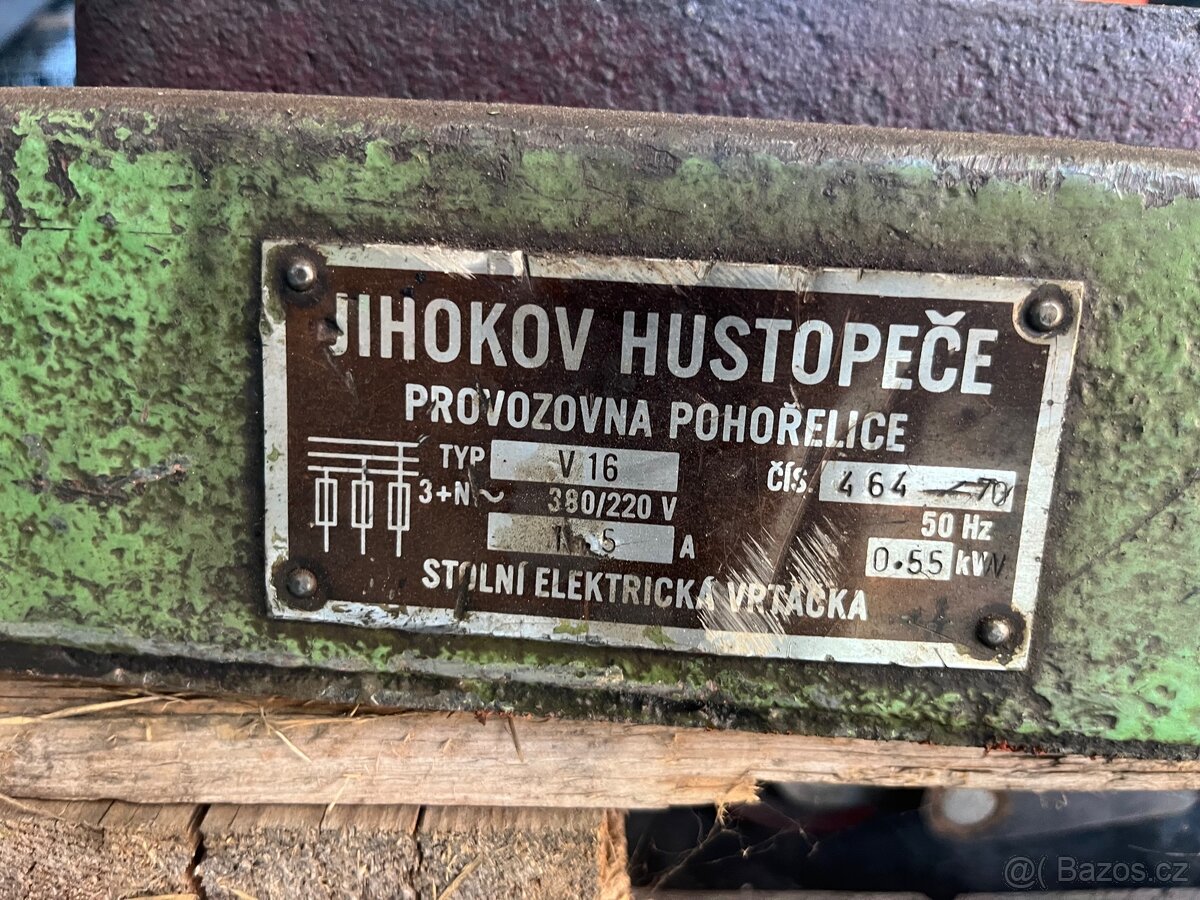 JIHOKOV HUSTOPEČE
PROVOZOVNA POHOŘELICE
TYP V 16 ČÍS. 464 — 70
3+N ~ 380/220 V 50 Hz
A 0.55 kW
STOLNÍ ELEKTRICKÁ VRTAČKA
@( Bazos.cz